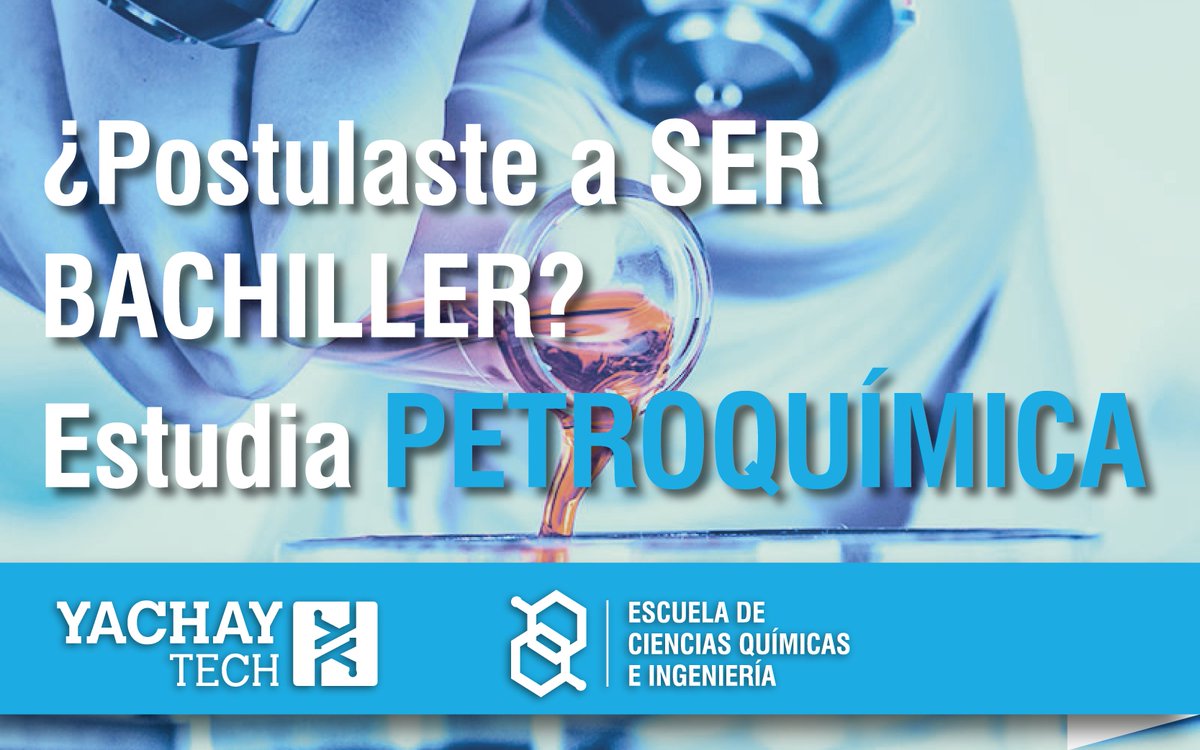 ¿Postulaste a SER
BACHILLER?
Estudia PETROQUÍMICA
YACHAY
TECH
ESCUELA DE
CIENCIAS QUÍMICAS
E INGENIERÍA